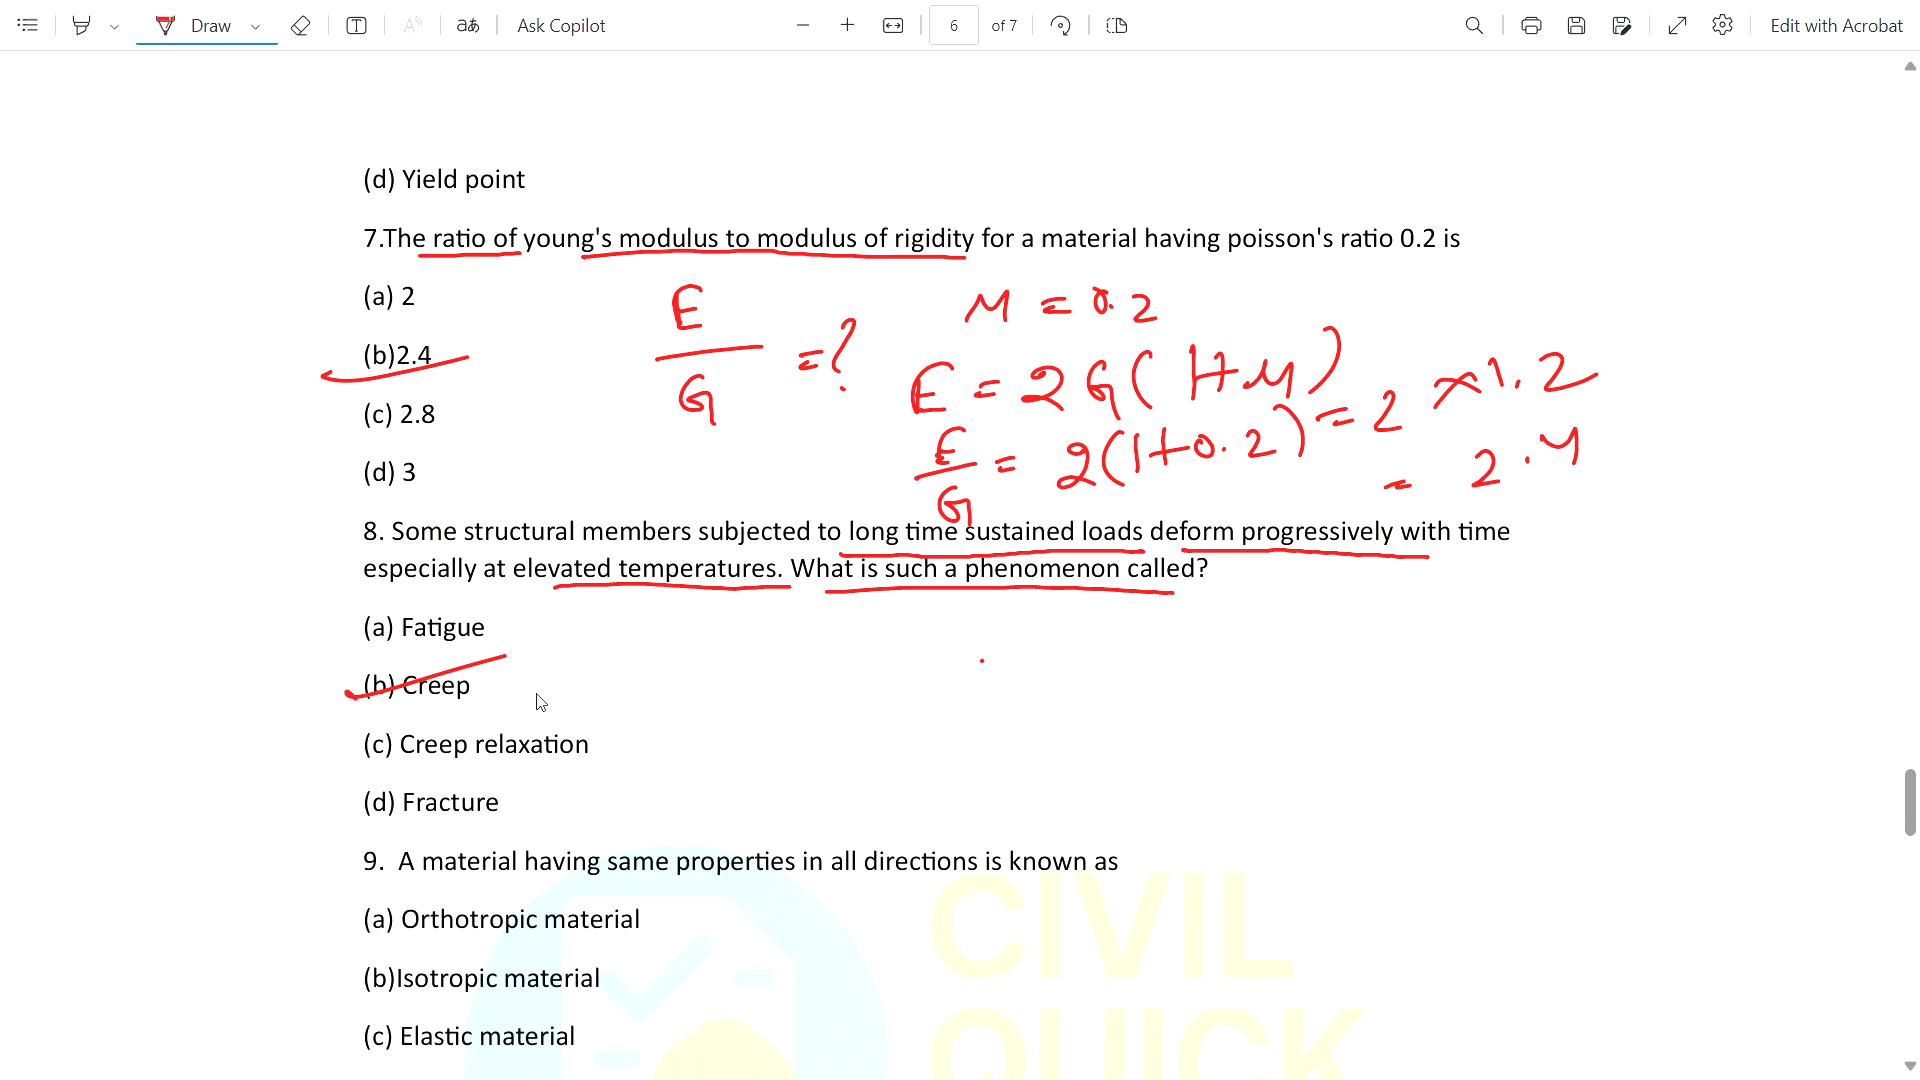 Draw
T
A
aあ
Ask Copilot
6
of 7
Edit with Acrobat
(d) Yield point
7.The ratio of young's modulus to modulus of rigidity for a material having poisson's ratio 0.2 is
(a) 2
E/G = ?
M = 0.2
(b)2.4
E = 2G(1+M)
(c) 2.8
E/G = 2(1+0.2) = 2 × 1.2
(d) 3
= 2.4
8. Some structural members subjected to long time sustained loads deform progressively with time
especially at elevated temperatures. What is such a phenomenon called?
(a) Fatigue
(b) Creep
(c) Creep relaxation
(d) Fracture
9. A material having same properties in all directions is known as
(a) Orthotropic material
(b)Isotropic material
(c) Elastic material
CIVIL
QUICK